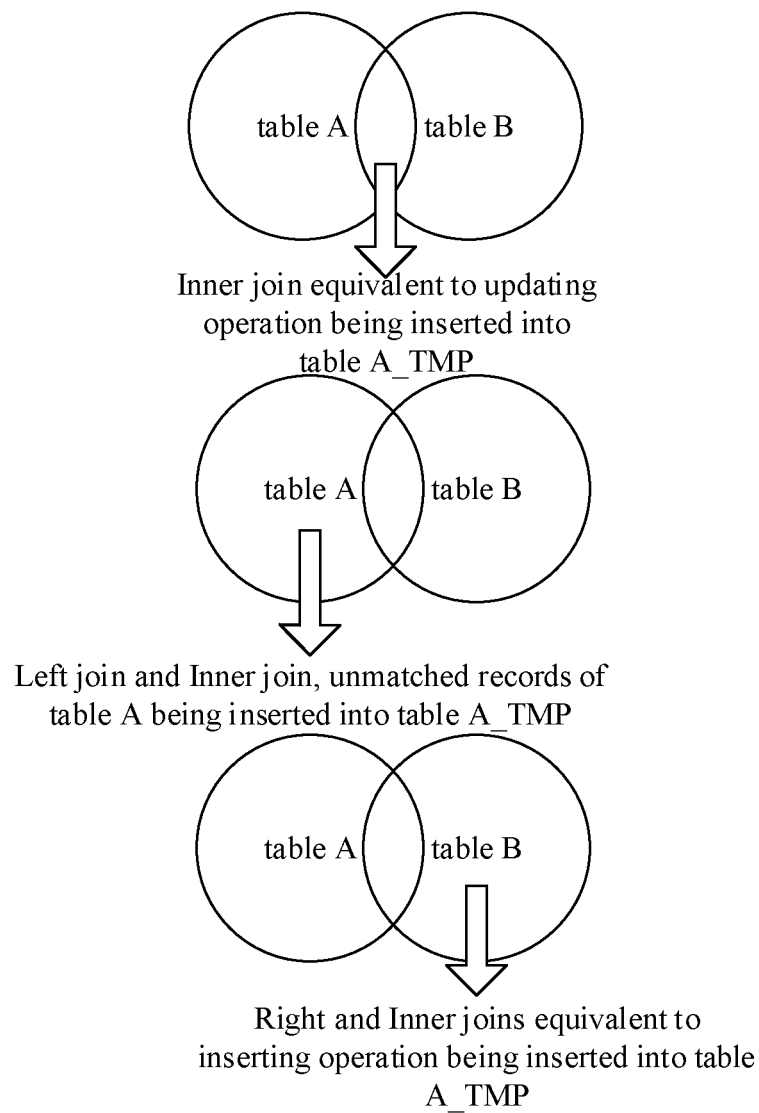 table A table B
Inner join equivalent to updating
operation being inserted into
table A_TMP
table A table B
Left join and Inner join, unmatched records of
table A being inserted into table A_TMP
table A table B
Right and Inner joins equivalent to
inserting operation being inserted into table
A_TMP